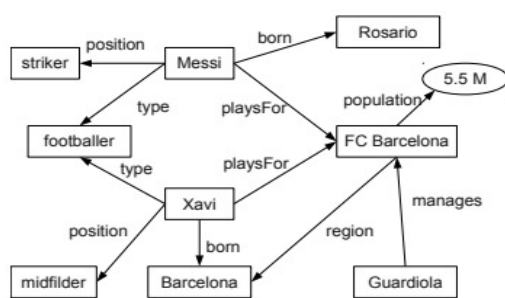 born
Rosario
position
striker
Messi
5.5 M
population
type
playsFor
footballer
FC Barcelona
type
playsFor
Xavi
manages
position
region
born
midfilder
Barcelona
Guardiola